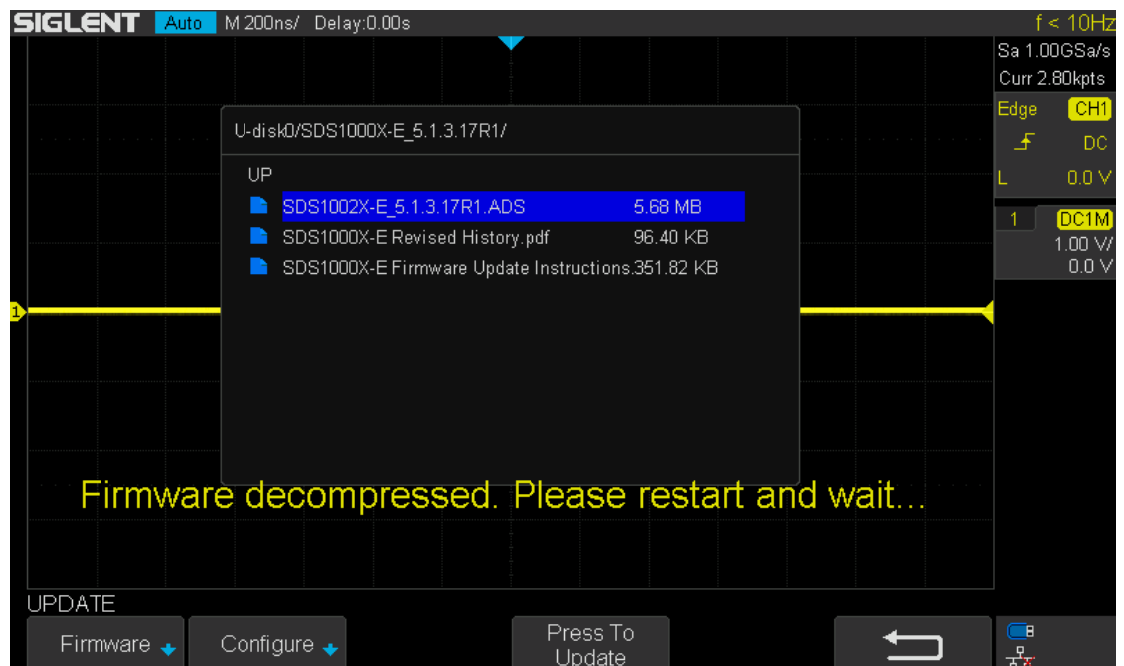 SIGLENT Auto M 200ns/ Delay:0.00s f < 10Hz
Sa 1.00GSa/s
Curr 2.80kpts
Edge CH1
DC
L 0.0 V
1 DC1M
1.00 V/
0.0 V
U-disk0/SDS1000X-E_5.1.3.17R1/
UP
SDS1002X-E_5.1.3.17R1.ADS 5.68 MB
SDS1000X-E Revised History.pdf 96.40 KB
SDS1000X-E Firmware Update Instructions.351.82 KB
1
Firmware decompressed. Please restart and wait...
UPDATE
Firmware
Configure
Press To
Update